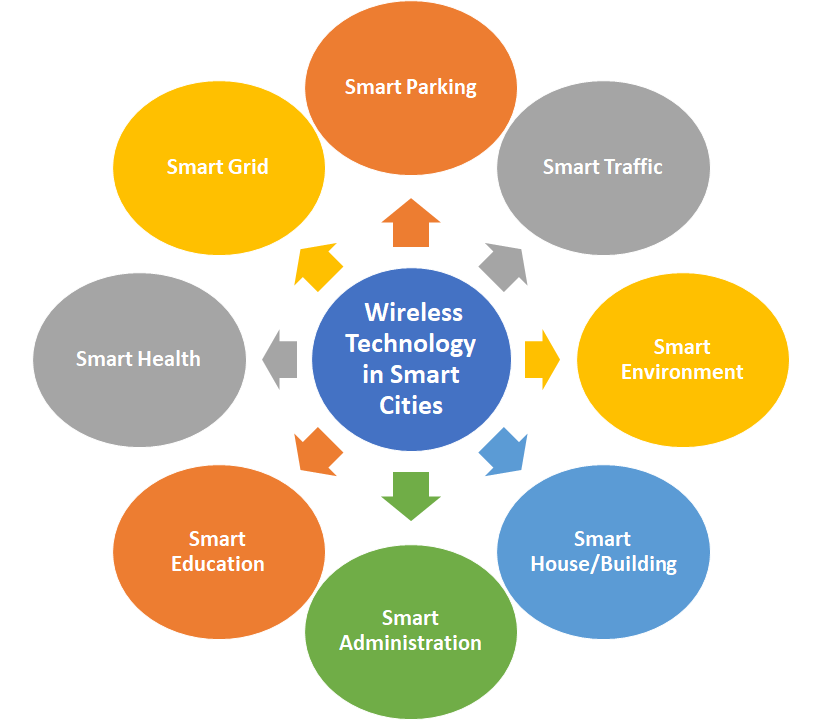 Smart Parking
Smart Grid
Smart Traffic
Wireless
Technology
in Smart
Cities
Smart Health
Smart
Environment
Smart
Education
Smart
House/Building
Smart
Administration